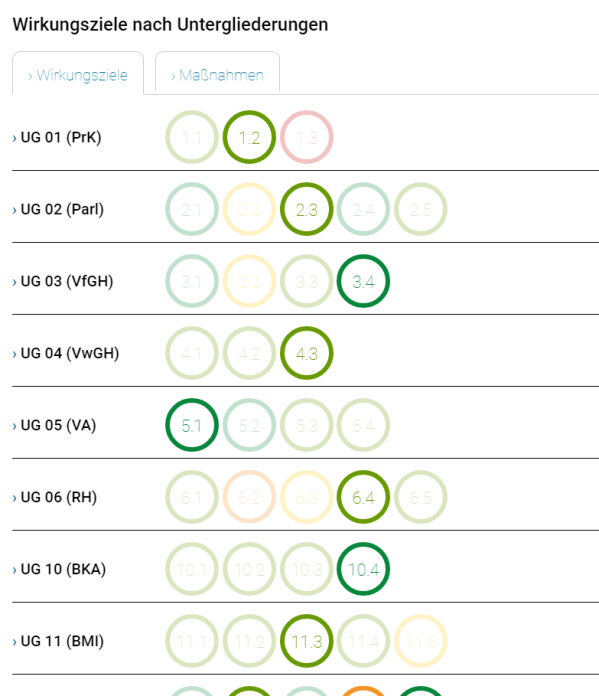 Wirkungsziele nach Untergliederungen
› Wirkungsziele › Maßnahmen
› UG 01 (PrK) 1.1 1.2 1.3
› UG 02 (Parl) 2.1 2.2 2.3 2.4 2.5
› UG 03 (VfGH) 3.1 3.2 3.3 3.4
› UG 04 (VwGH) 4.1 4.2 4.3
› UG 05 (VA) 5.1 5.2 5.3 5.4
› UG 06 (RH) 6.1 6.2 6.3 6.4 6.5
› UG 10 (BKA) 10.1 10.2 10.3 10.4
› UG 11 (BMI) 11.1 11.2 11.3 11.4 11.5